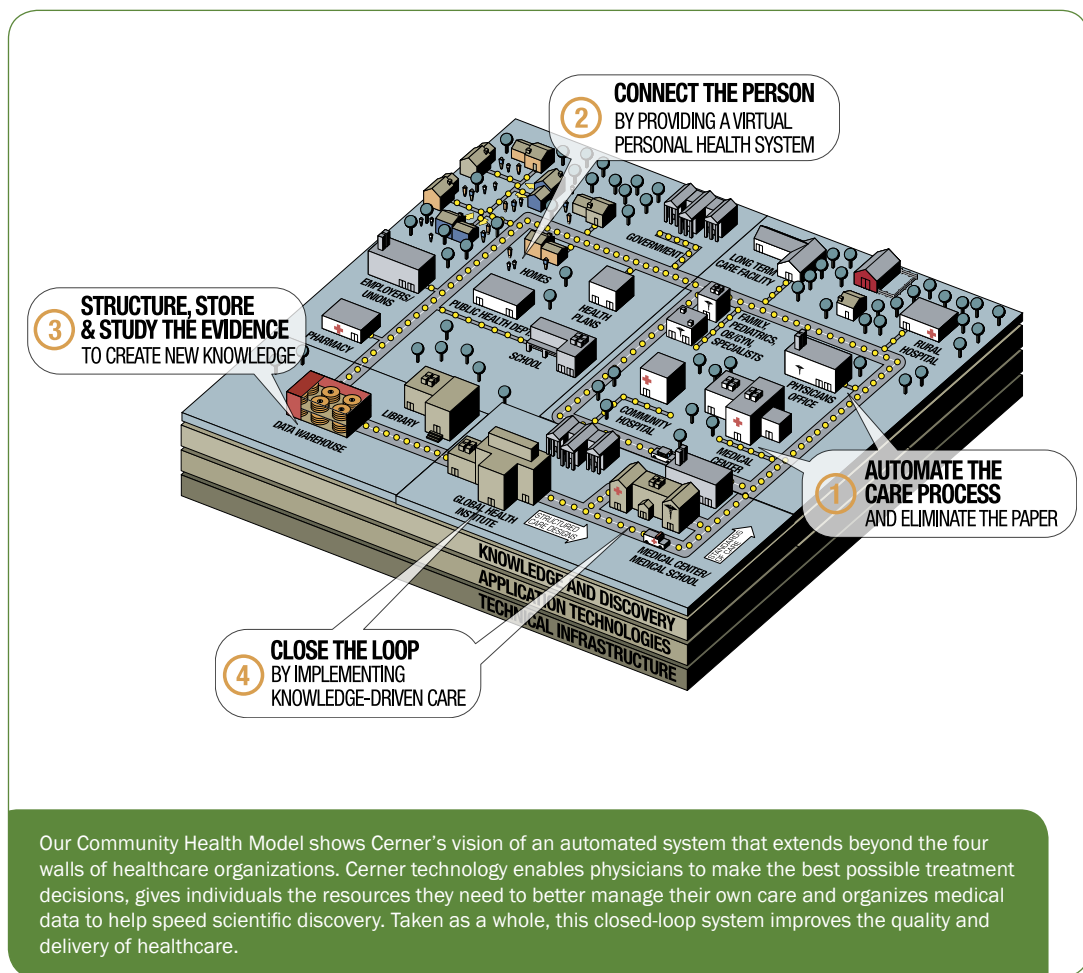 2
CONNECT THE PERSON
BY PROVIDING A VIRTUAL
PERSONAL HEALTH SYSTEM
GOVERNMENT
LONG TERM
CARE FACILITY
HOMES
EMPLOYERS/
UNIONS
PUBLIC HEALTH DEPT
HEALTH
PLANS
FAMILY,
PEDIATRICS,
OB/GYN,
SPECIALISTS
RURAL
HOSPITAL
3
STRUCTURE, STORE
& STUDY THE EVIDENCE
TO CREATE NEW KNOWLEDGE
PHARMACY
SCHOOL
PHYSICIANS
OFFICE
LIBRARY
COMMUNITY
HOSPITAL
DATA WAREHOUSE
MEDICAL
CENTER
1
AUTOMATE THE
CARE PROCESS
AND ELIMINATE THE PAPER
GLOBAL HEALTH
INSTITUTE
STRUCTURED
CARE DESIGNS
MEDICAL CENTER/
MEDICAL SCHOOL
STANDARDS
OF CARE
KNOWLEDGE AND DISCOVERY
APPLICATION TECHNOLOGIES
TECHNICAL INFRASTRUCTURE
4
CLOSE THE LOOP
BY IMPLEMENTING
KNOWLEDGE-DRIVEN CARE
Our Community Health Model shows Cerner's vision of an automated system that extends beyond the four
walls of healthcare organizations. Cerner technology enables physicians to make the best possible treatment
decisions, gives individuals the resources they need to better manage their own care and organizes medical
data to help speed scientific discovery. Taken as a whole, this closed-loop system improves the quality and
delivery of healthcare.